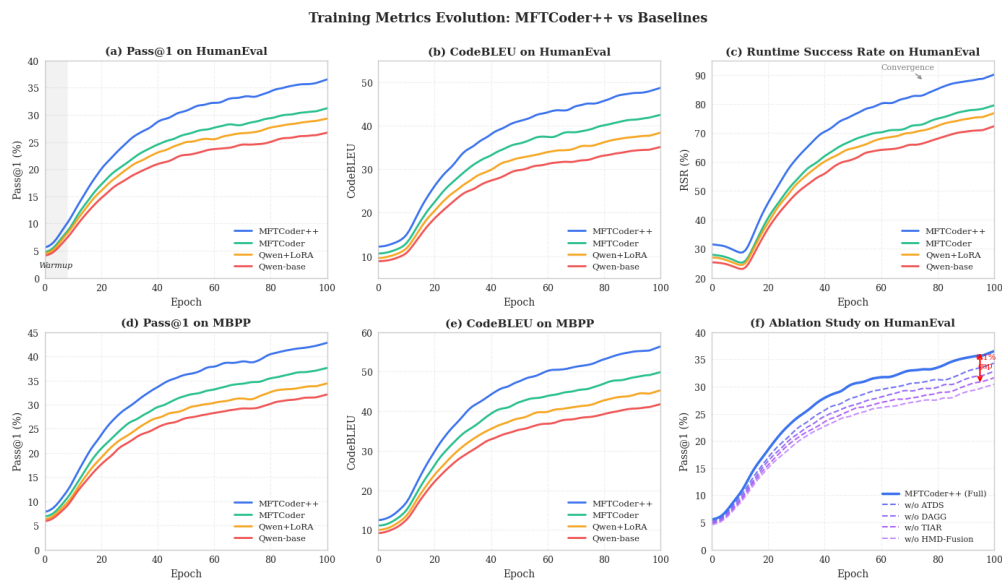 Training Metrics Evolution: MFTCoder++ vs Baselines
(a) Pass@1 on HumanEval
Pass@1 (%)
40
35
30
25
20
15
10
5
0
Warmup
MFTCoder++
MFTCoder
Qwen+LoRA
Qwen-base
0 20 40 60 80 100
Epoch
(b) CodeBLEU on HumanEval
CodeBLEU
50
40
30
20
10
MFTCoder++
MFTCoder
Qwen+LoRA
Qwen-base
0 20 40 60 80 100
Epoch
(c) Runtime Success Rate on HumanEval
Convergence
RSR (%)
90
80
70
60
50
40
30
20
MFTCoder++
MFTCoder
Qwen+LoRA
Qwen-base
0 20 40 60 80 100
Epoch
(d) Pass@1 on MBPP
Pass@1 (%)
45
40
35
30
25
20
15
10
5
0
MFTCoder++
MFTCoder
Qwen+LoRA
Qwen-base
0 20 40 60 80 100
Epoch
(e) CodeBLEU on MBPP
CodeBLEU
60
50
40
30
20
10
0
MFTCoder++
MFTCoder
Qwen+LoRA
Qwen-base
0 20 40 60 80 100
Epoch
(f) Ablation Study on HumanEval
Pass@1 (%)
40
35
30
25
20
15
10
5
0
MFTCoder++ (Full)
w/o ATDS
w/o DAGG
w/o TIAR
w/o HMD-Fusion
0 20 40 60 80 100
Epoch